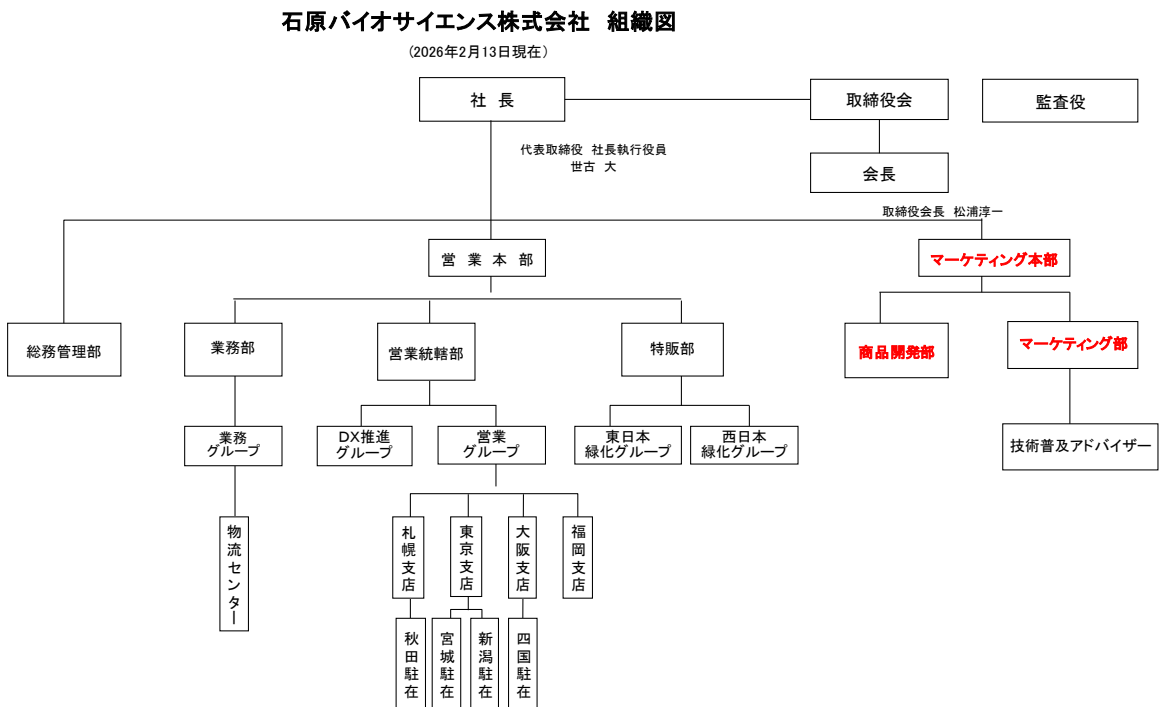 石原バイオサイエンス株式会社 組織図
(2026年2月13日現在)
社 長
取締役会
監査役
代表取締役 社長執行役員
世古 大
会長
取締役会長 松浦淳一
営 業 本 部
マーケティング本部
総務管理部
業務部
営業統轄部
特販部
商品開発部
マーケティング部
業務
グループ
DX推進
グループ
営業
グループ
東日本
緑化グループ
西日本
緑化グループ
技術普及アドバイザー
物流センター
札幌支店
東京支店
大阪支店
福岡支店
秋田駐在
宮城駐在
新潟駐在
四国駐在